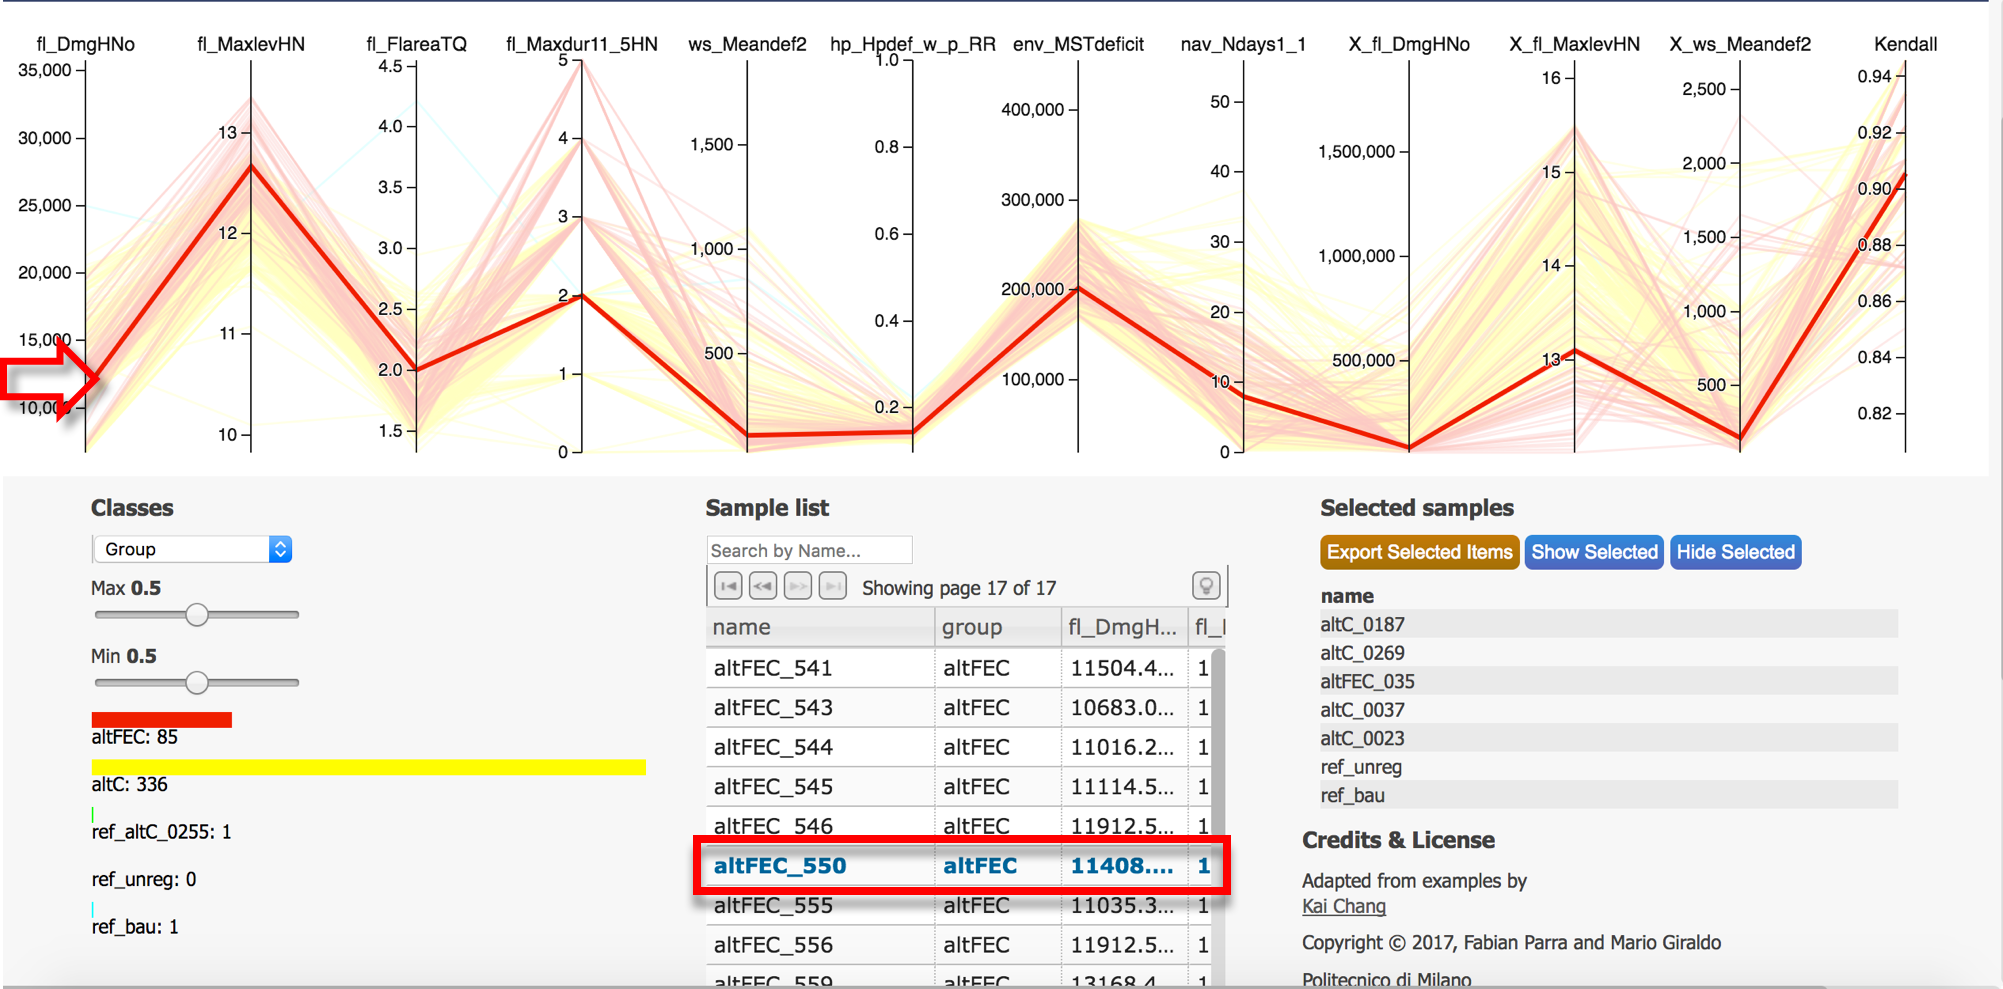 fl_DmgHNo fl_MaxlevHN fl_FlareaTQ fl_Maxdur11_5HN ws_Meandef2 hp_Hpdef_w_p_RR env_MSTdeficit nav_Ndays1_1 X_fl_DmgHNo X_fl_MaxlevHN X_ws_Meandef2 Kendall
35,000
30,000
25,000
20,000
15,000
10,000
13
12
11
10
4.5
4.0
3.5
3.0
2.5
2.0
1.5
5
4
3
2
1
0
1,500
1,000
500
1.0
0.8
0.6
0.4
0.2
400,000
300,000
200,000
100,000
50
40
30
20
10
0
1,500,000
1,000,000
500,000
16
15
14
13
2,500
2,000
1,500
1,000
500
0.94
0.92
0.90
0.88
0.86
0.84
0.82
Classes
Group
Max 0.5
Min 0.5
altFEC: 85
altC: 336
ref_altC_0255: 1
ref_unreg: 0
ref_bau: 1
Sample list
Search by Name...
Showing page 17 of 17
name group fl_DmgH...
altFEC_541 altFEC 11504.4... 1
altFEC_543 altFEC 10683.0... 1
altFEC_544 altFEC 11016.2... 1
altFEC_545 altFEC 11114.5... 1
altFEC_546 altFEC 11912.5... 1
altFEC_550 altFEC 11408.... 1
altFEC_555 altFEC 11035.3... 1
altFEC_556 altFEC 11912.5... 1
altFEC_559 altFEC 13168.4... 1
Selected samples
Export Selected Items Show Selected Hide Selected
name
altC_0187
altC_0269
altFEC_035
altC_0037
altC_0023
ref_unreg
ref_bau
Credits & License
Adapted from examples by
Kai Chang
Copyright © 2017, Fabian Parra and Mario Giraldo
Politecnico di Milano